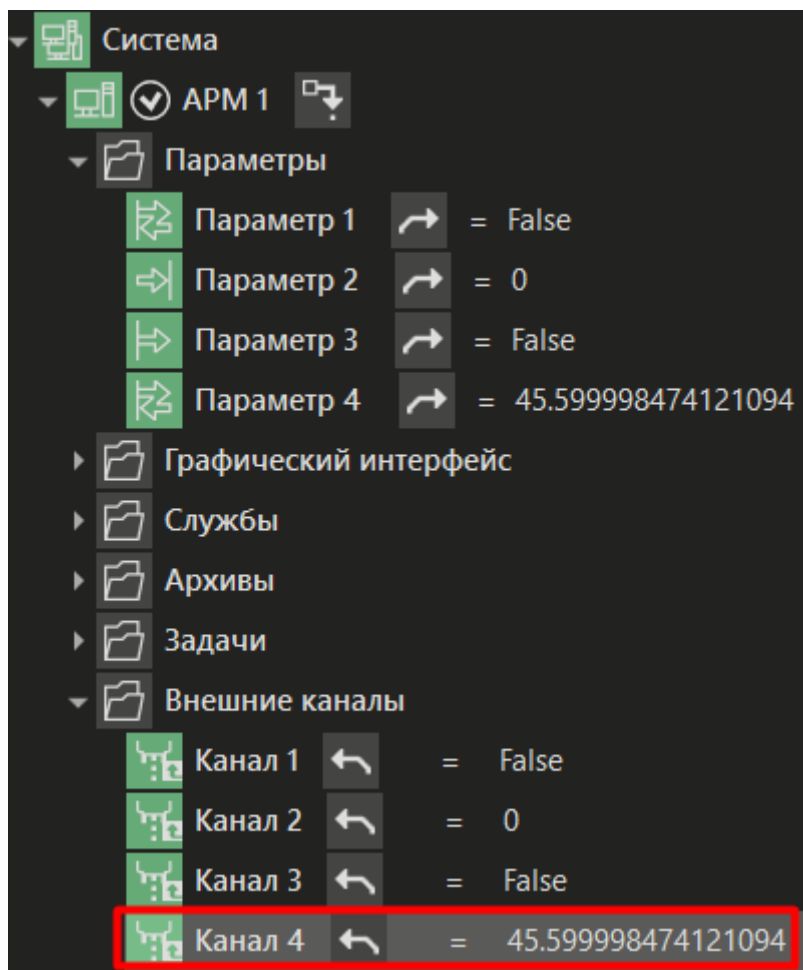 Система
АРМ 1
Параметры
Параметр 1 = False
Параметр 2 = 0
Параметр 3 = False
Параметр 4 = 45.599998474121094
Графический интерфейс
Службы
Архивы
Задачи
Внешние каналы
Канал 1 = False
Канал 2 = 0
Канал 3 = False
Канал 4 = 45.599998474121094